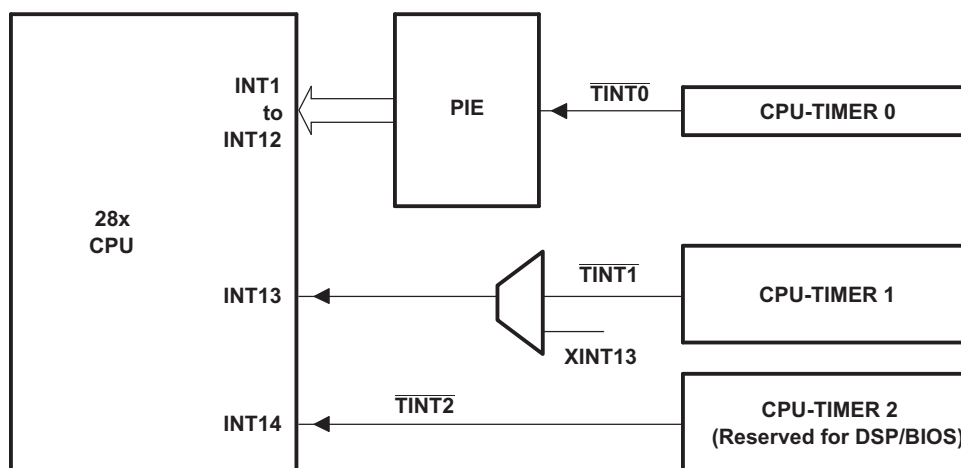 INT1
to
INT12
PIE
TINT0
CPU-TIMER 0
28x
CPU
INT13
TINT1
CPU-TIMER 1
XINT13
INT14
TINT2
CPU-TIMER 2
(Reserved for DSP/BIOS)